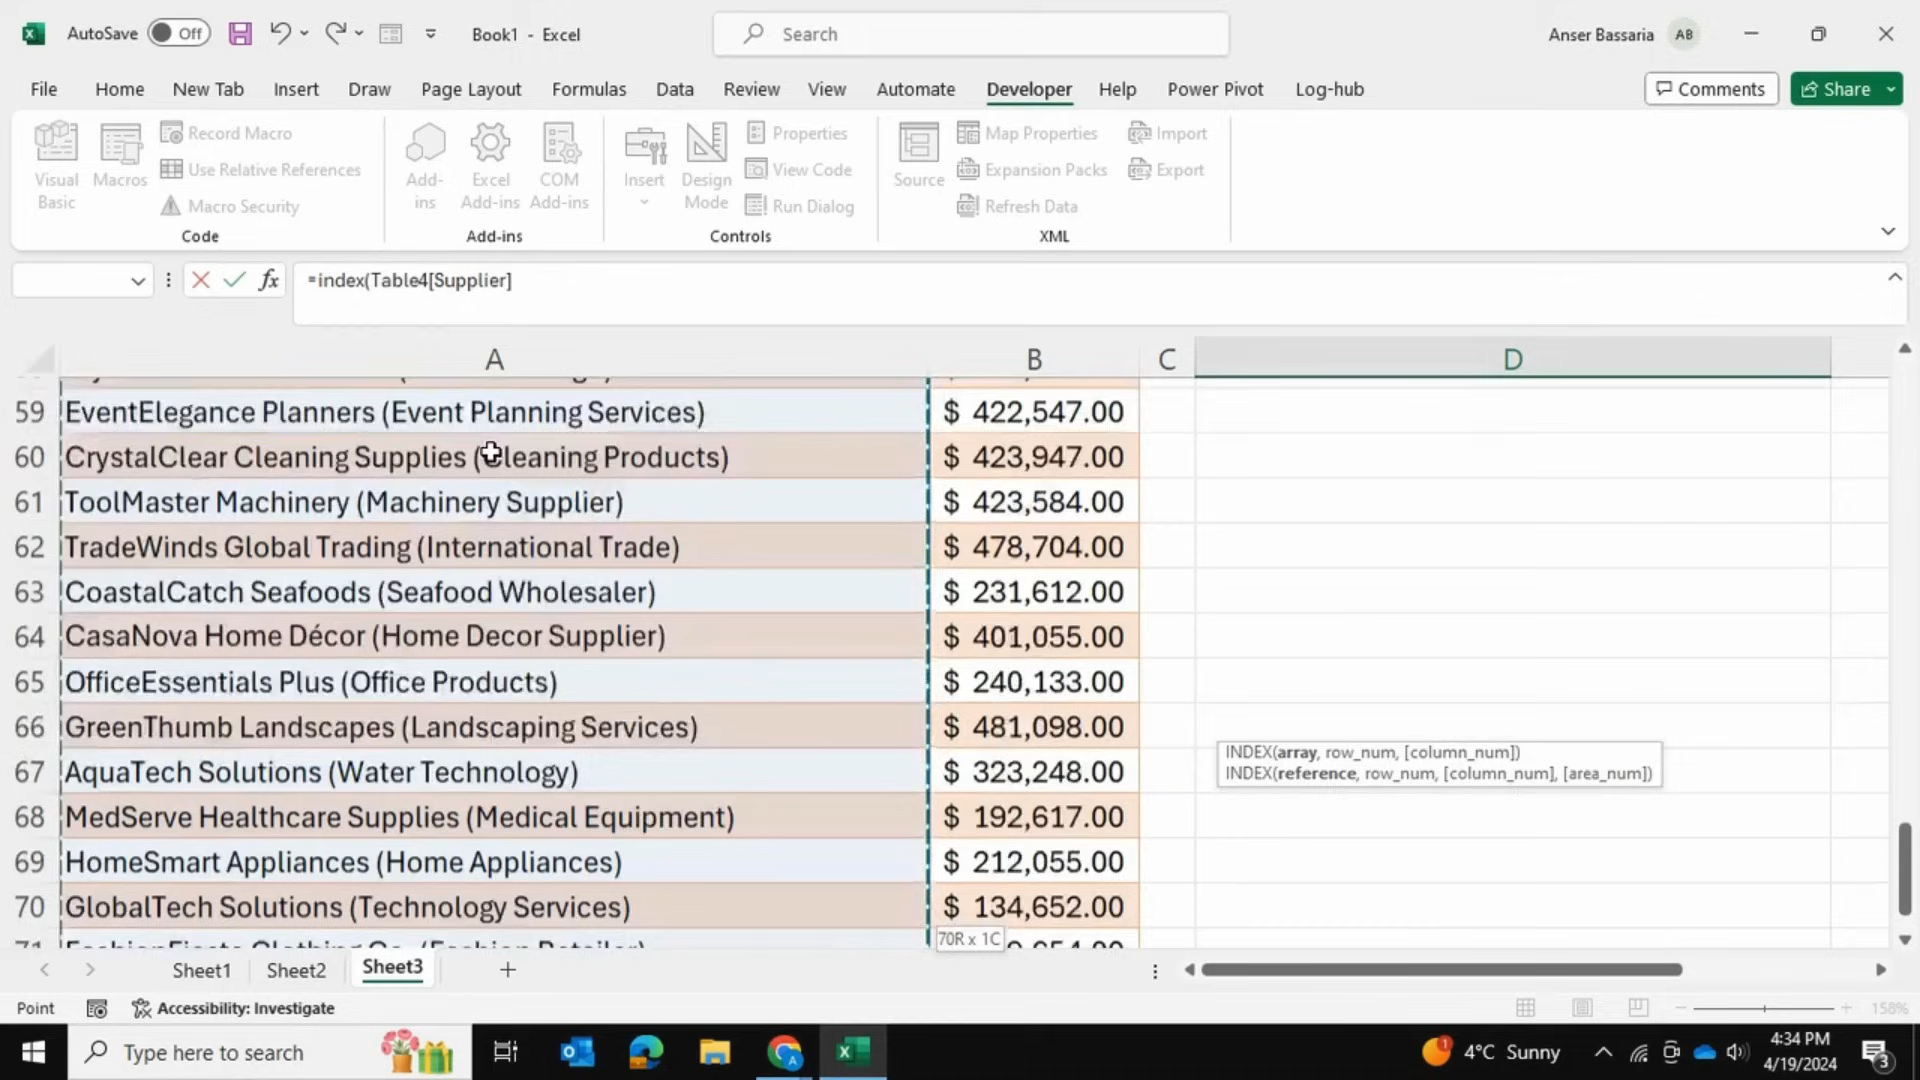 AutoSave Off Book1 - Excel Search Anser Bassaria AB
File Home New Tab Insert Draw Page Layout Formulas Data Review View Automate Developer Help Power Pivot Log-hub Comments Share
Visual Basic
Macros
Record Macro
Use Relative References
Macro Security
Code
Add-ins
Excel Add-ins
COM Add-ins
Add-ins
Insert
Design Mode
Properties
View Code
Run Dialog
Controls
Source
Map Properties
Expansion Packs
Refresh Data
Import
Export
XML
fx =index(Table4[Supplier]
A B C D
59 EventElegance Planners (Event Planning Services) $ 422,547.00
60 CrystalClear Cleaning Supplies (Cleaning Products) $ 423,947.00
61 ToolMaster Machinery (Machinery Supplier) $ 423,584.00
62 TradeWinds Global Trading (International Trade) $ 478,704.00
63 CoastalCatch Seafoods (Seafood Wholesaler) $ 231,612.00
64 CasaNova Home Décor (Home Decor Supplier) $ 401,055.00
65 OfficeEssentials Plus (Office Products) $ 240,133.00
66 GreenThumb Landscapes (Landscaping Services) $ 481,098.00
INDEX(array, row_num, [column_num])
INDEX(reference, row_num, [column_num], [area_num])
67 AquaTech Solutions (Water Technology) $ 323,248.00
68 MedServe Healthcare Supplies (Medical Equipment) $ 192,617.00
69 HomeSmart Appliances (Home Appliances) $ 212,055.00
70 GlobalTech Solutions (Technology Services) $ 134,652.00
70R x 1C
Sheet1 Sheet2 Sheet3
Point Accessibility: Investigate 158%
Type here to search 4°C Sunny 4:34 PM
4/19/2024 3